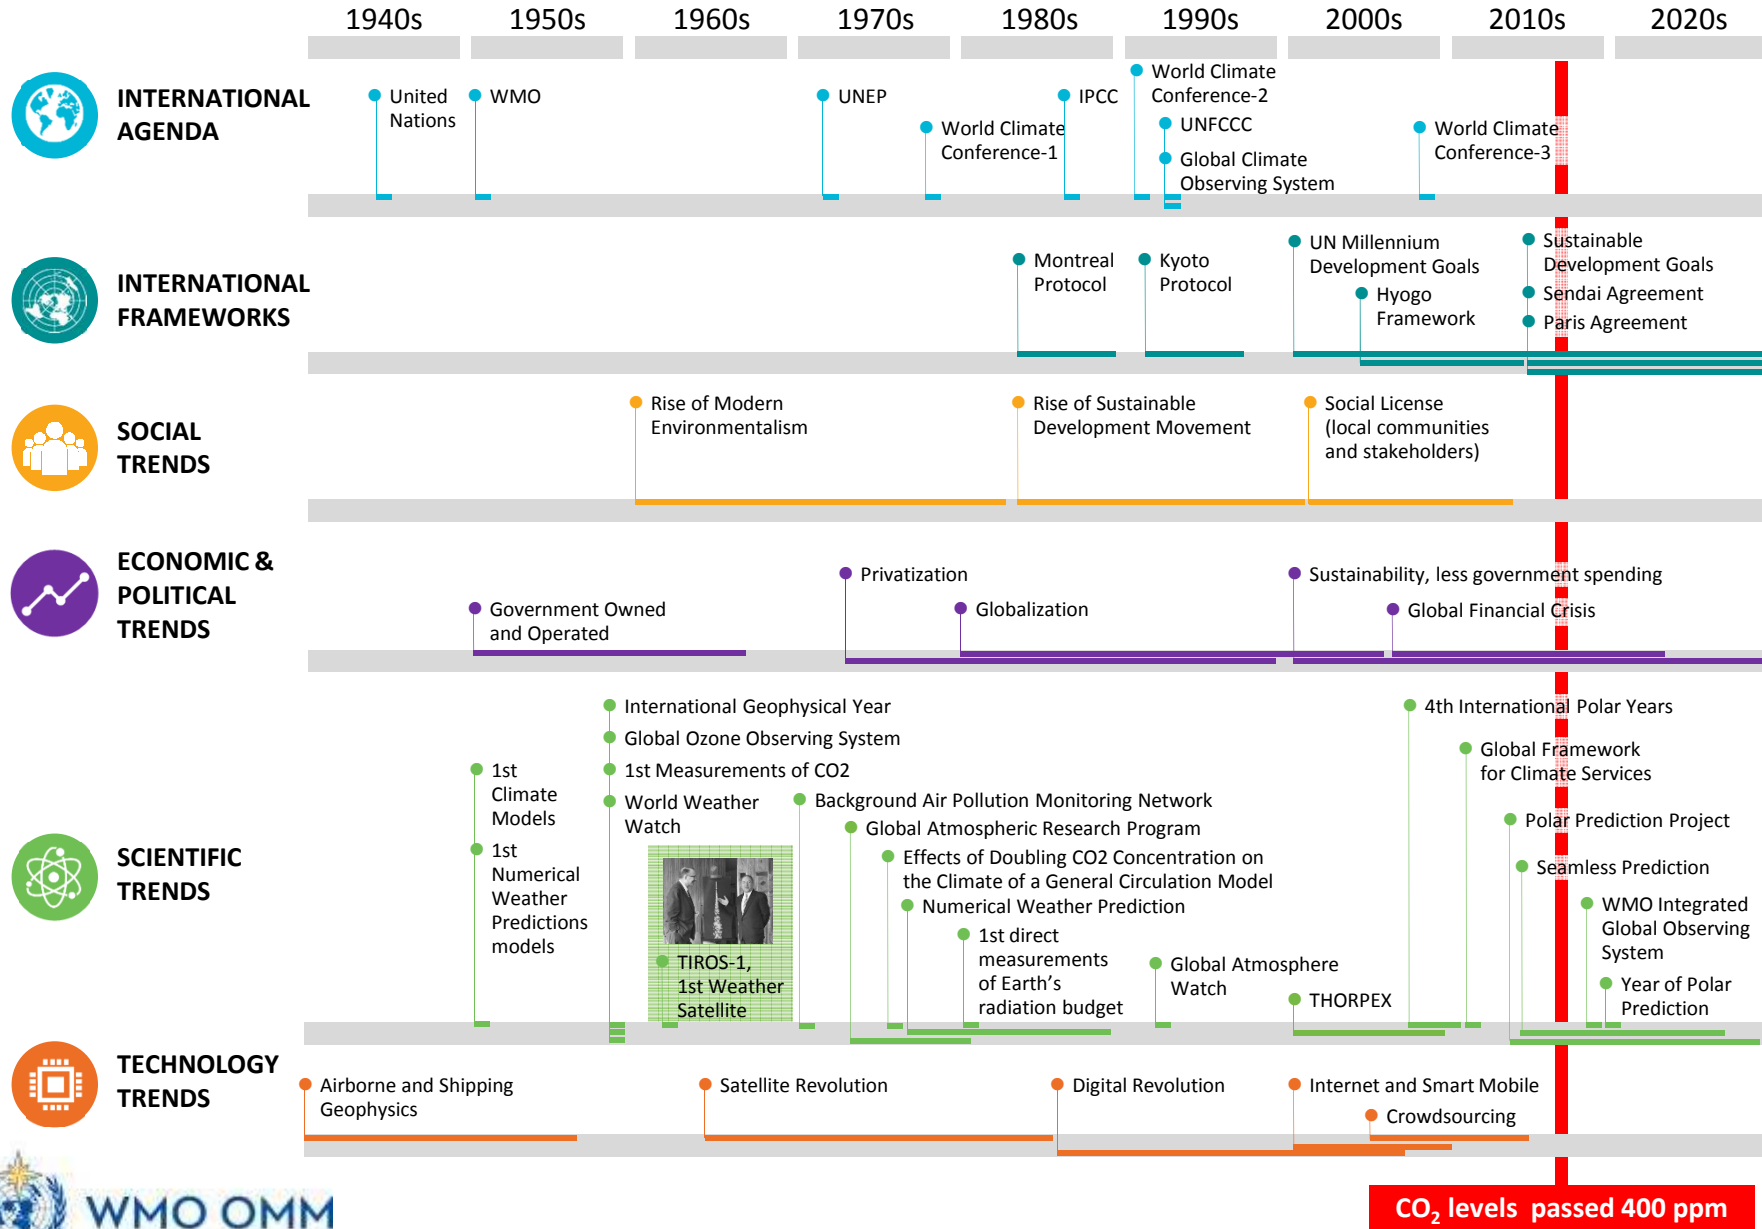 1940s 1950s 1960s 1970s 1980s 1990s 2000s 2010s 2020s
INTERNATIONAL
AGENDA
United
Nations
WMO
UNEP
World Climate
Conference-1
IPCC
World Climate
Conference-2
UNFCCC
Global Climate
Observing System
World Climate
Conference-3
INTERNATIONAL
FRAMEWORKS
Montreal
Protocol
Kyoto
Protocol
UN Millennium
Development Goals
Hyogo
Framework
Sustainable
Development Goals
Sendai Agreement
Paris Agreement
SOCIAL
TRENDS
Rise of Modern
Environmentalism
Rise of Sustainable
Development Movement
Social License
(local communities
and stakeholders)
ECONOMIC &
POLITICAL
TRENDS
Government Owned
and Operated
Privatization
Globalization
Sustainability, less government spending
Global Financial Crisis
SCIENTIFIC
TRENDS
1st
Climate
Models
1st
Numerical
Weather
Predictions
models
International Geophysical Year
Global Ozone Observing System
1st Measurements of CO2
World Weather
Watch
TIROS-1,
1st Weather
Satellite
Background Air Pollution Monitoring Network
Global Atmospheric Research Program
Effects of Doubling CO2 Concentration on
the Climate of a General Circulation Model
Numerical Weather Prediction
1st direct
measurements
of Earth's
radiation budget
Global Atmosphere
Watch
THORPEX
4th International Polar Years
Global Framework
for Climate Services
Polar Prediction Project
Seamless Prediction
WMO Integrated
Global Observing
System
Year of Polar
Prediction
TECHNOLOGY
TRENDS
Airborne and Shipping
Geophysics
Satellite Revolution
Digital Revolution
Internet and Smart Mobile
Crowdsourcing
WMO OMM
CO₂ levels passed 400 ppm